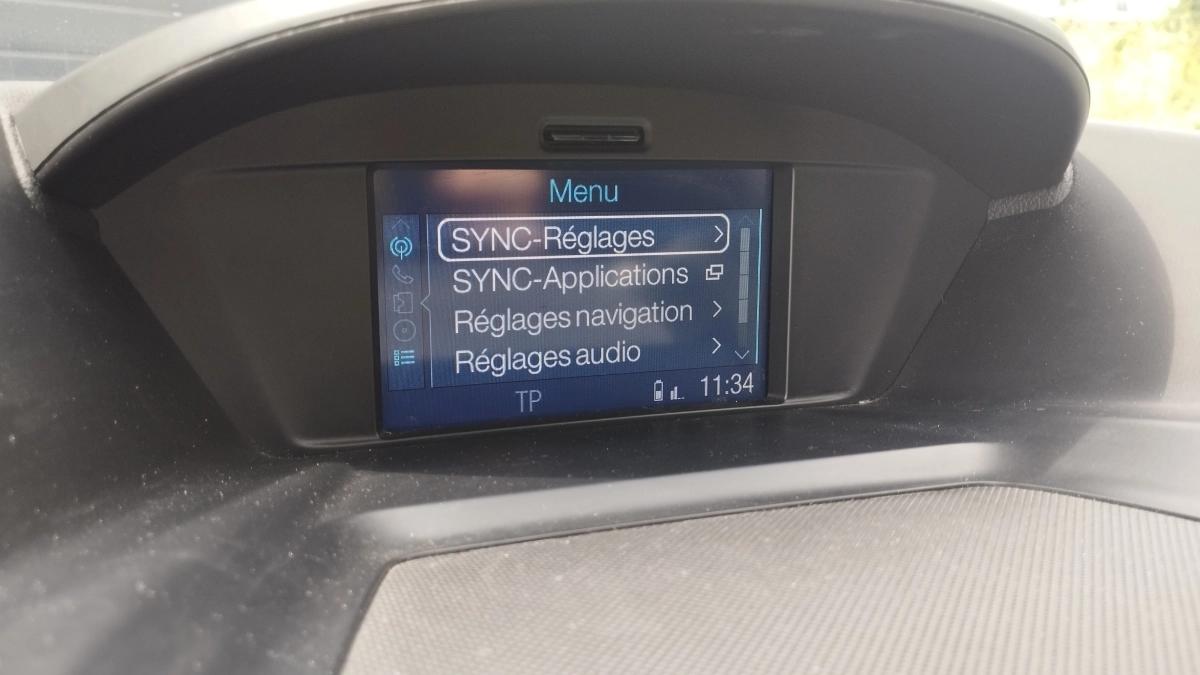 Menu
SYNC-Réglages
SYNC-Applications
Réglages navigation
Réglages audio
TP 11:34